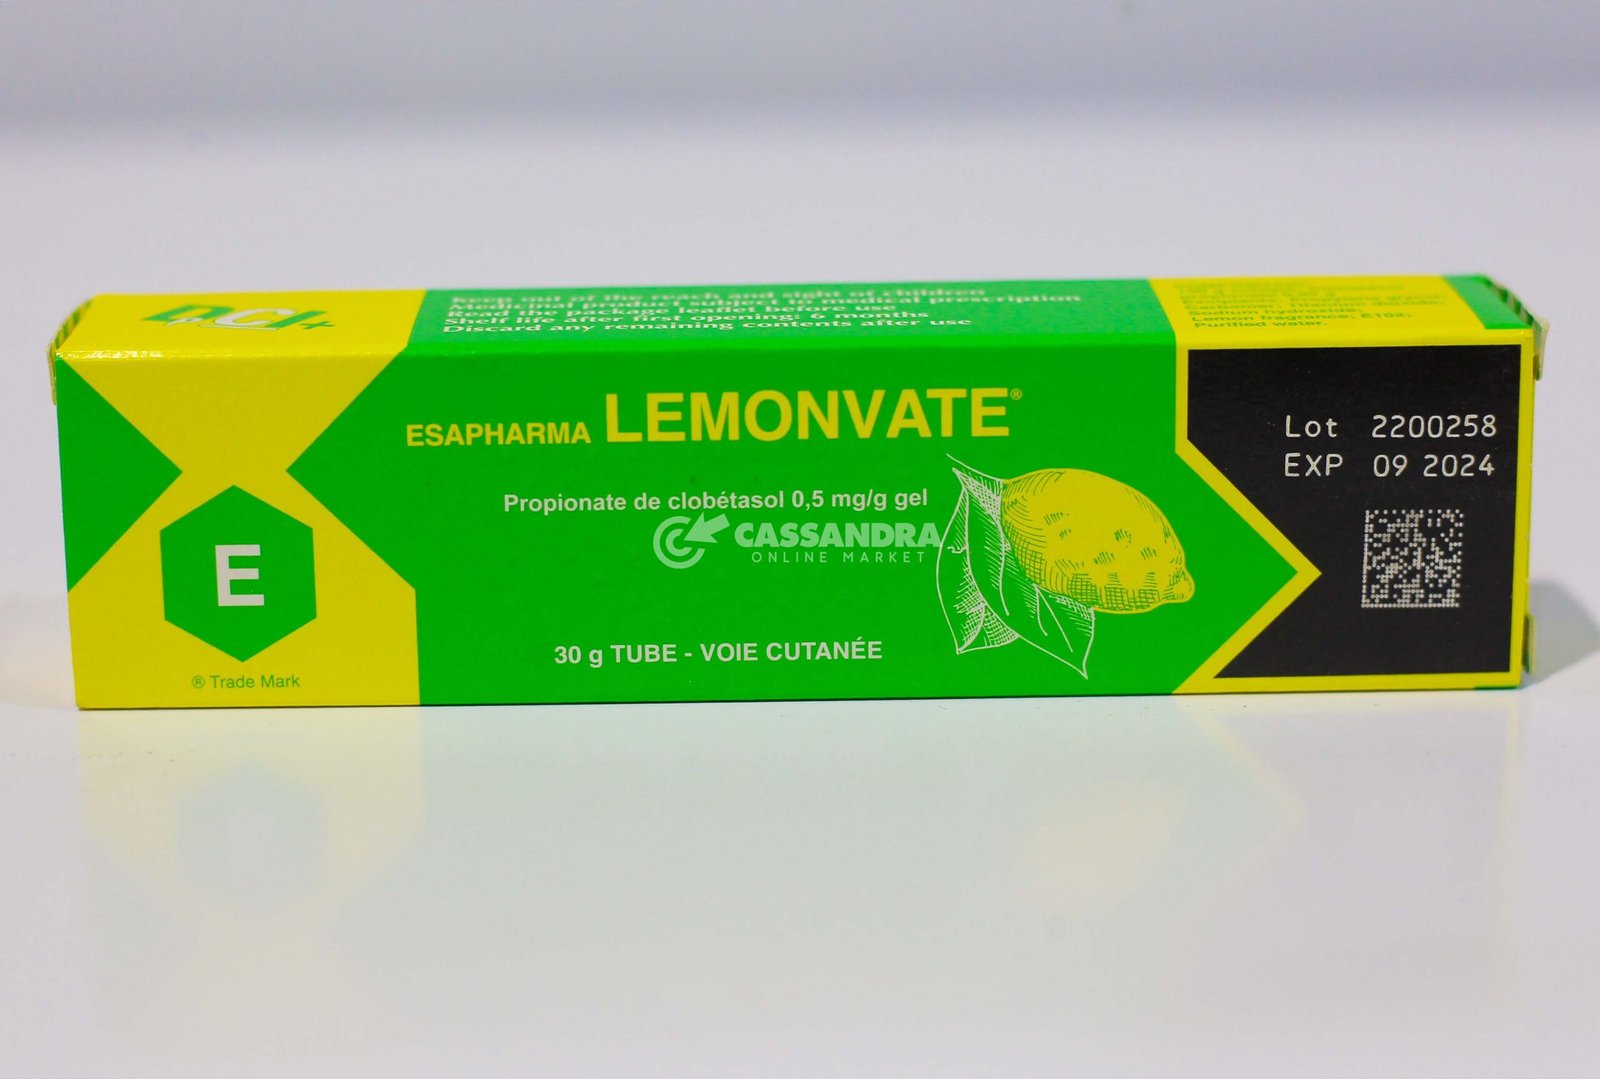 DpCI+
Keep out of the reach and sight of children
Medicinal product subject to medical prescription
Read the package leaflet before use
Shelf life after first opening: 6 months
Discard any remaining contents after use
Sodium hydroxide;
Lemon fragrance; E102;
Purified water.
ESAPHARMA LEMONVATE®
Propionate de clobétasol 0,5 mg/g gel
CASSANDRA
ONLINE MARKET
30 g TUBE - VOIE CUTANÉE
E
® Trade Mark
Lot 2200258
EXP 09 2024